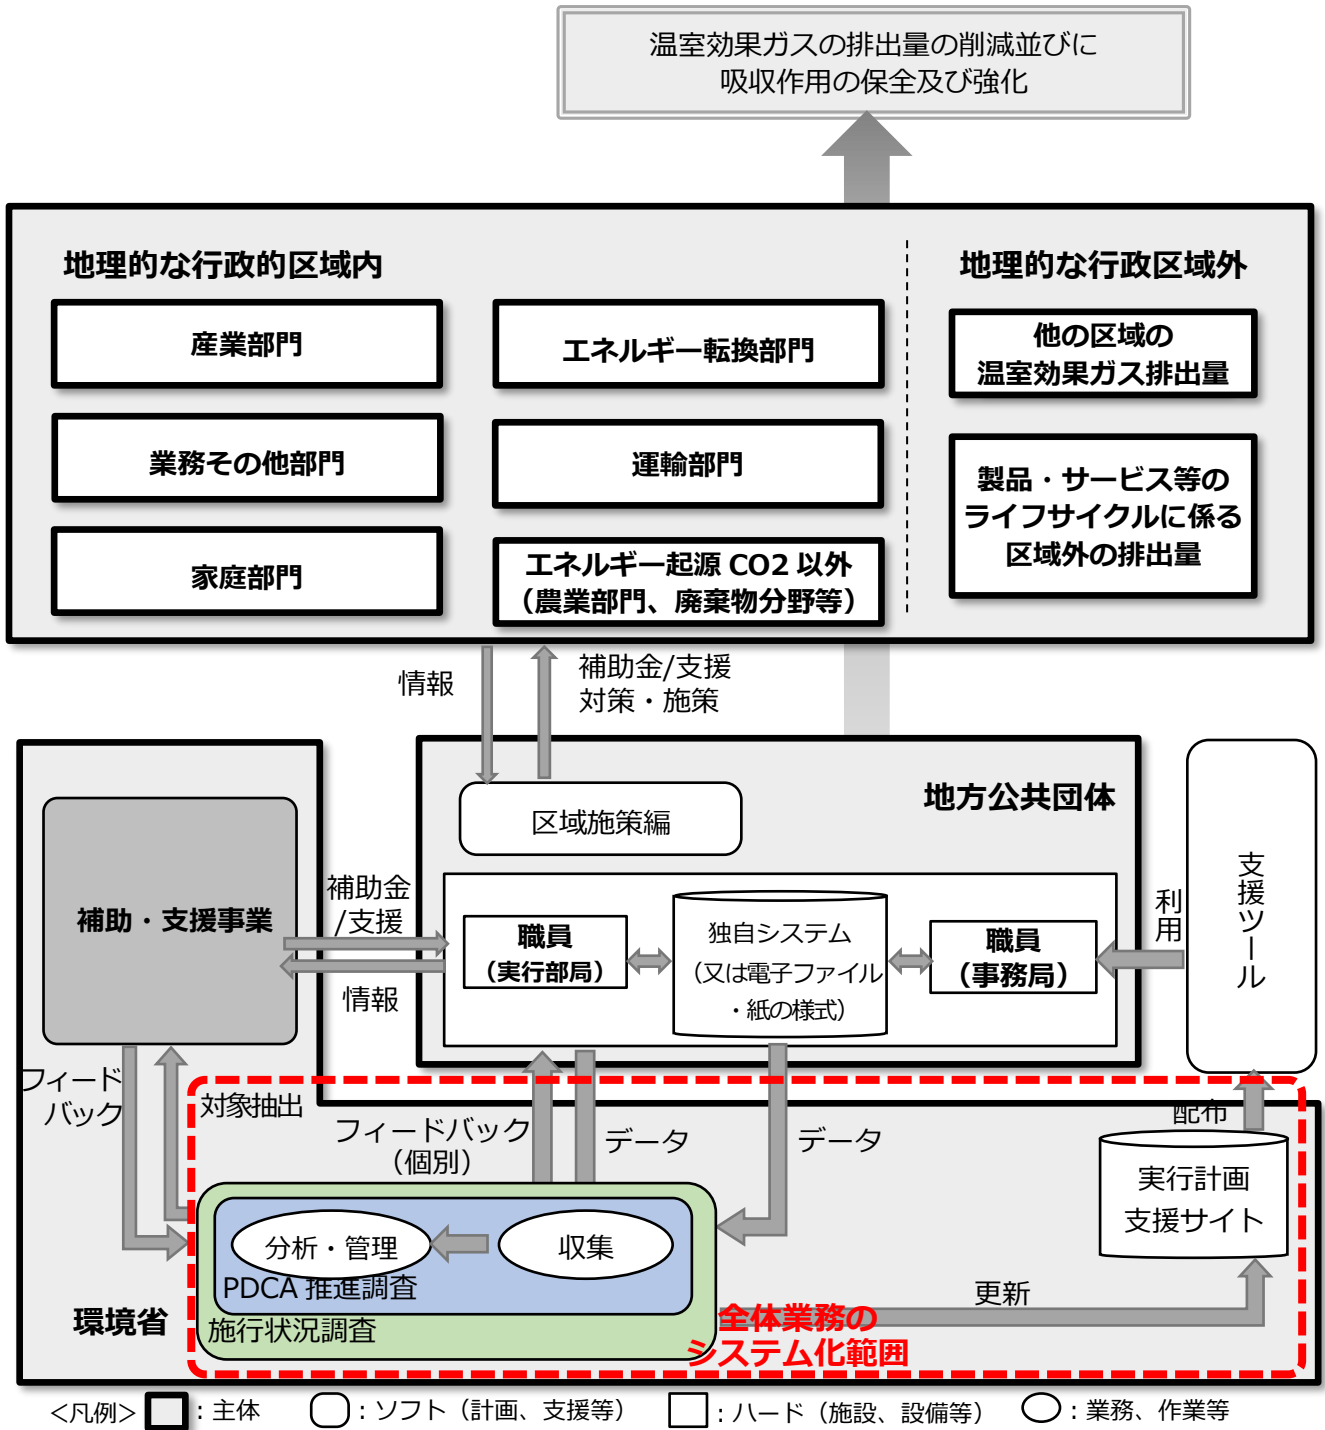 温室効果ガスの排出量の削減並びに
吸収作用の保全及び強化
地理的な行政的区域内
地理的な行政区域外
産業部門
エネルギー転換部門
他の区域の
温室効果ガス排出量
業務その他部門
運輸部門
製品・サービス等の
ライフサイクルに係る
区域外の排出量
家庭部門
エネルギー起源 CO2 以外
（農業部門、廃棄物分野等）
情報
補助金/支援
対策・施策
地方公共団体
区域施策編
支援ツール
補助・支援事業
補助金
/支援
情報
職員
（実行部局）
独自システム
（又は電子ファイル
・紙の様式）
職員
（事務局）
利用
フィード
バック
対象抽出
フィードバック
（個別）
データ
データ
配布
実行計画
支援サイト
分析・管理
収集
PDCA 推進調査
施行状況調査
環境省
更新
全体業務の
システム化範囲
＜凡例＞ ：主体 ：ソフト（計画、支援等） ：ハード（施設、設備等） ：業務、作業等